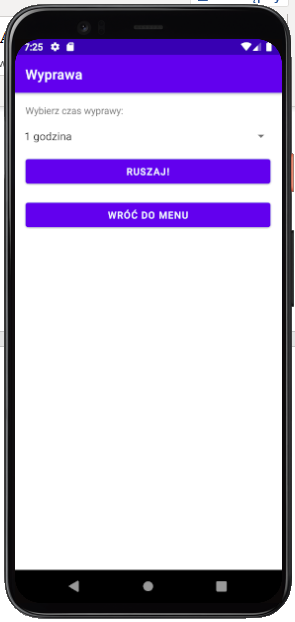 7:25
Wyprawa
Wybierz czas wyprawy:
1 godzina
RUSZAJ!
WRÓĆ DO MENU